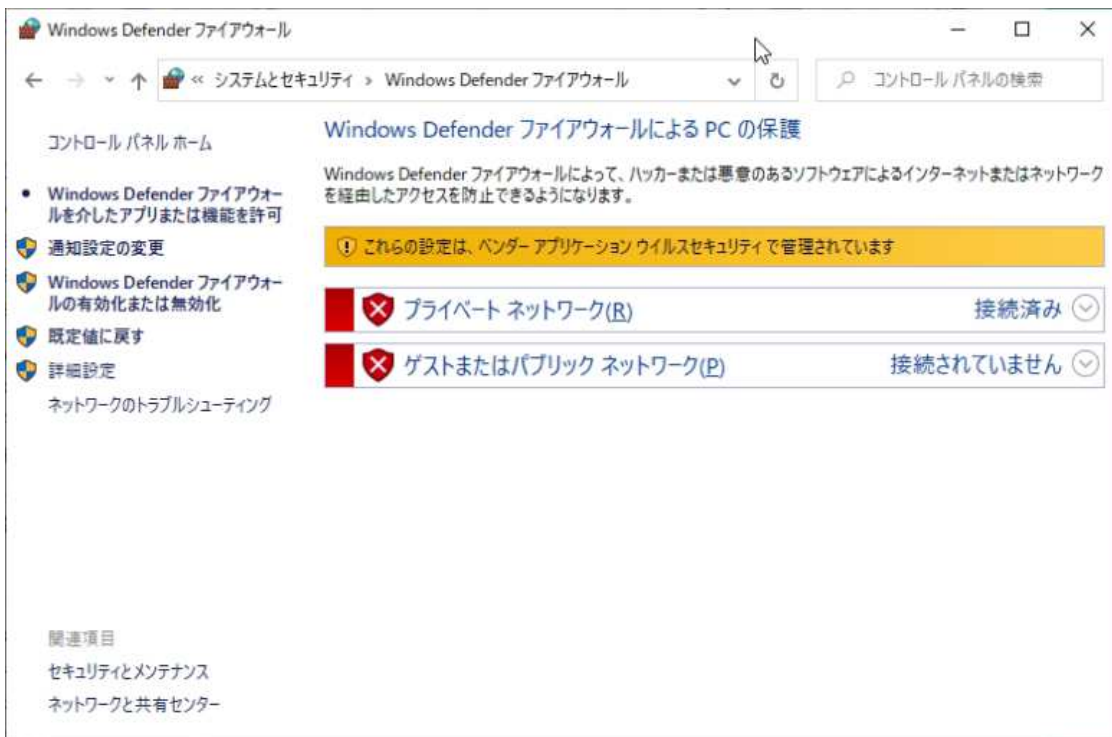 Windows Defender ファイアウォール
« システムとセキュリティ › Windows Defender ファイアウォール
コントロール パネルの検索
コントロール パネル ホーム
Windows Defender ファイアウォー
ルを介したアプリまたは機能を許可
通知設定の変更
Windows Defender ファイアウォー
ルの有効化または無効化
既定値に戻す
詳細設定
ネットワークのトラブルシューティング
Windows Defender ファイアウォールによる PC の保護
Windows Defender ファイアウォールによって、ハッカーまたは悪意のあるソフトウェアによるインターネットまたはネットワーク
を経由したアクセスを防止できるようになります。
これらの設定は、ベンダー アプリケーション ウイルスセキュリティ で管理されています
プライベート ネットワーク(R) 接続済み
ゲストまたはパブリック ネットワーク(P) 接続されていません
関連項目
セキュリティとメンテナンス
ネットワークと共有センター